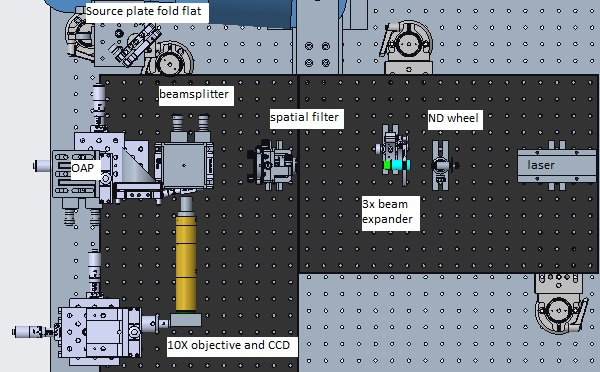 Source plate fold flat
beamsplitter
spatial filter
ND wheel
OAP
laser
3x beam
expander
10X objective and CCD